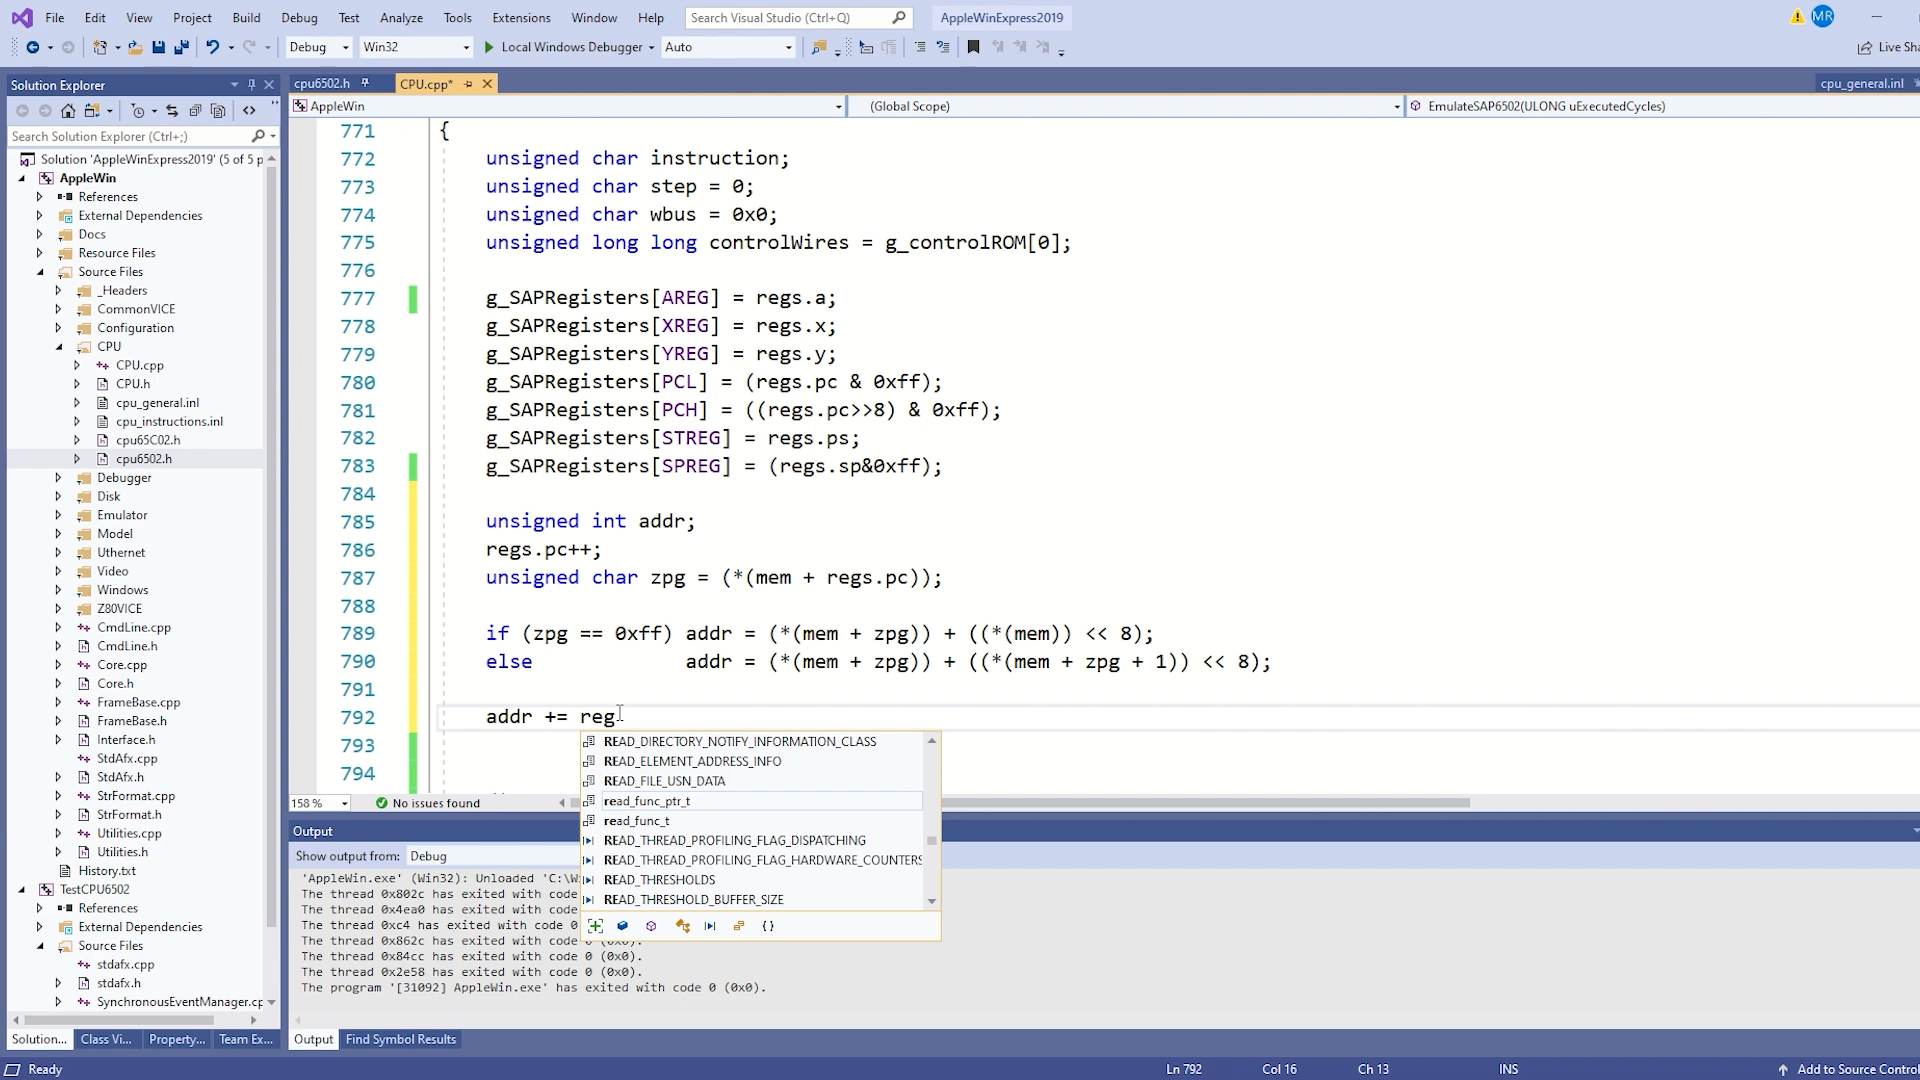 File Edit View Project Build Debug Test Analyze Tools Extensions Window Help Search Visual Studio (Ctrl+Q) AppleWinExpress2019 MR
Debug Win32 Local Windows Debugger Auto Live Sha
Solution Explorer
Search Solution Explorer (Ctrl+;)
Solution 'AppleWinExpress2019' (5 of 5 p
AppleWin
References
External Dependencies
Docs
Resource Files
Source Files
_Headers
CommonVICE
Configuration
CPU
CPU.cpp
CPU.h
cpu_general.inl
cpu_instructions.inl
cpu65C02.h
cpu6502.h
Debugger
Disk
Emulator
Model
Uthernet
Video
Windows
Z80VICE
CmdLine.cpp
CmdLine.h
Core.cpp
Core.h
FrameBase.cpp
FrameBase.h
Interface.h
StdAfx.cpp
StdAfx.h
StrFormat.cpp
StrFormat.h
Utilities.cpp
Utilities.h
History.txt
TestCPU6502
References
External Dependencies
Source Files
stdafx.cpp
stdafx.h
SynchronousEventManager.cp
Solution... Class Vi... Property... Team Ex...
cpu6502.h CPU.cpp* cpu_general.inl
AppleWin (Global Scope) EmulateSAP6502(ULONG uExecutedCycles)
771 {
772 unsigned char instruction;
773 unsigned char step = 0;
774 unsigned char wbus = 0x0;
775 unsigned long long controlWires = g_controlROM[0];
776
777 g_SAPRegisters[AREG] = regs.a;
778 g_SAPRegisters[XREG] = regs.x;
779 g_SAPRegisters[YREG] = regs.y;
780 g_SAPRegisters[PCL] = (regs.pc & 0xff);
781 g_SAPRegisters[PCH] = ((regs.pc>>8) & 0xff);
782 g_SAPRegisters[STREG] = regs.ps;
783 g_SAPRegisters[SPREG] = (regs.sp&0xff);
784
785 unsigned int addr;
786 regs.pc++;
787 unsigned char zpg = (*(mem + regs.pc));
788
789 if (zpg == 0xff) addr = (*(mem + zpg)) + ((*(mem)) << 8);
790 else addr = (*(mem + zpg)) + ((*(mem + zpg + 1)) << 8);
791
792 addr += reg
793
794
READ_DIRECTORY_NOTIFY_INFORMATION_CLASS
READ_ELEMENT_ADDRESS_INFO
READ_FILE_USN_DATA
read_func_ptr_t
read_func_t
READ_THREAD_PROFILING_FLAG_DISPATCHING
READ_THREAD_PROFILING_FLAG_HARDWARE_COUNTERS
READ_THRESHOLDS
READ_THRESHOLD_BUFFER_SIZE
158 % No issues found
Output
Show output from: Debug
'AppleWin.exe' (Win32): Unloaded 'C:\W
The thread 0x802c has exited with code
The thread 0x4ea0 has exited with code
The thread 0xc4 has exited with code 0
The thread 0x862c has exited with code 0 (0x0).
The thread 0x84cc has exited with code 0 (0x0).
The thread 0x2e58 has exited with code 0 (0x0).
The program '[31092] AppleWin.exe' has exited with code 0 (0x0).
Output Find Symbol Results
Ready Ln 792 Col 16 Ch 13 INS Add to Source Control